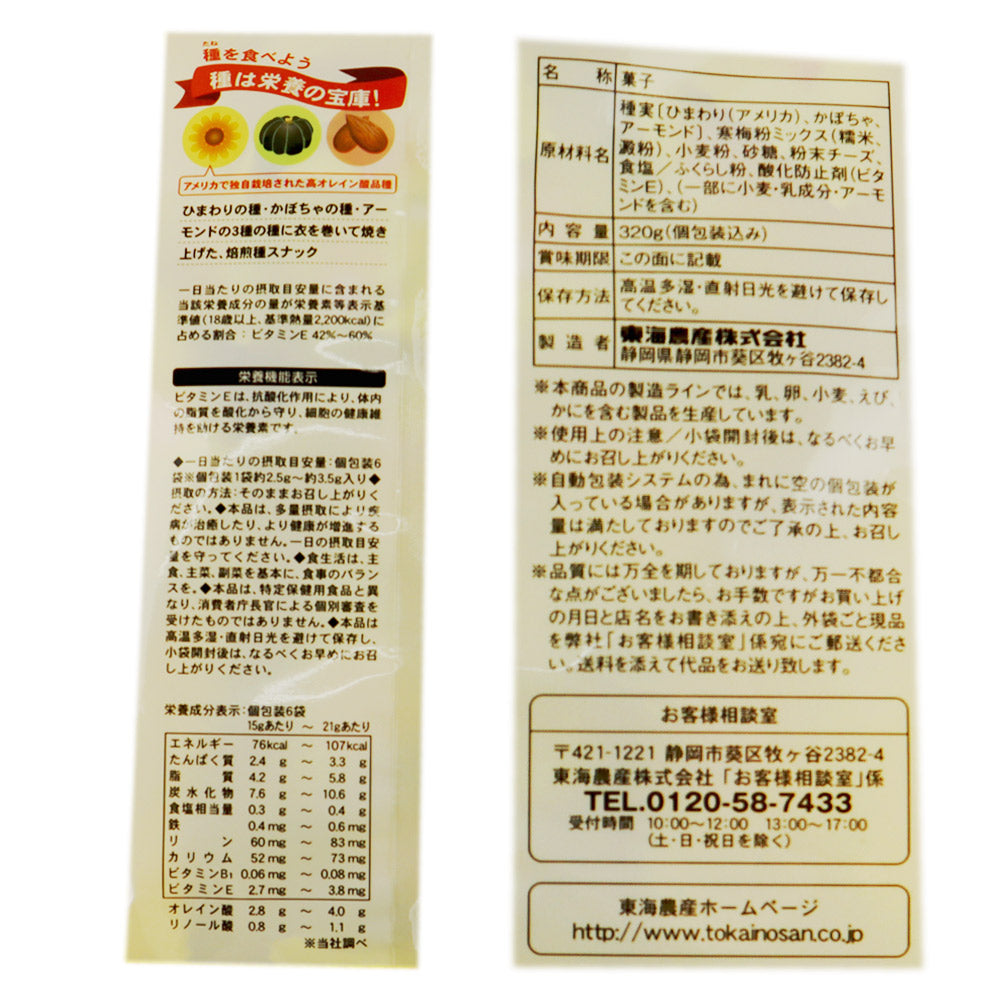 たね
種を食べよう
種は栄養の宝庫!
アメリカで独自栽培された高オレイン酸品種
ひまわりの種・かぼちゃの種・アー
モンドの3種の種に衣を巻いて焼き
上げた、焙煎種スナック
一日当たりの摂取目安量に含まれる
当該栄養成分の量が栄養素等表示基
準値(18歳以上、基準熱量2,200kcal)に
占める割合:ビタミンE 42%~60%
栄養機能表示
ビタミンEは、抗酸化作用により、体内
の脂質を酸化から守り、細胞の健康維
持を助ける栄養素です。
◆一日当たりの摂取目安量:個包装6
袋※個包装1袋約2.5g~約3.5g入り◆
摂取の方法:そのままお召し上がりくだ
さい。◆本品は、多量摂取により疾
病が治癒したり、より健康が増進する
ものではありません。一日の摂取目安
量を守ってください。◆食生活は、主
食、主菜、副菜を基本に、食事のバラン
スを。◆本品は、特定保健用食品と異
なり、消費者庁長官による個別審査を
受けたものではありません。◆本品は
高温多湿・直射日光を避けて保存し、
小袋開封後は、なるべくお早めにお召
し上がりください。
栄養成分表示:個包装6袋
15gあたり ~ 21gあたり
エネルギー 76kcal ~ 107kcal
たんぱく質 2.4 g ~ 3.3 g
脂質 4.2 g ~ 5.8 g
炭水化物 7.6 g ~ 10.6 g
食塩相当量 0.3 g ~ 0.4 g
鉄 0.4 mg ~ 0.6 mg
リン 60 mg ~ 83 mg
カリウム 52 mg ~ 73 mg
ビタミンB1 0.06 mg ~ 0.08 mg
ビタミンE 2.7 mg ~ 3.8 mg
オレイン酸 2.8 g ~ 4.0 g
リノール酸 0.8 g ~ 1.1 g
※当社調べ
名称 菓子
原材料名 種実[ひまわり(アメリカ)、かぼちゃ、
アーモンド]、寒梅粉ミックス(糯米、
澱粉)、小麦粉、砂糖、粉末チーズ、
食塩/ふくらし粉、酸化防止剤(ビタ
ミンE)、(一部に小麦・乳成分・アーモ
ンドを含む)
内容量 320g(個包装込み)
賞味期限 この面に記載
保存方法 高温多湿・直射日光を避けて保存し
てください。
製造者 東海農産株式会社
静岡県静岡市葵区牧ヶ谷2382-4
※本商品の製造ラインでは、乳、卵、小麦、えび、
かにを含む製品を生産しています。
※使用上の注意/小袋開封後は、なるべくお早
めにお召し上がりください。
※自動包装システムの為、まれに空の個包装が
入っている場合がありますが、表示された内容
量は満たしておりますのでご了承の上、お召し
上がりください。
※品質には万全を期しておりますが、万一不都合
な点がございましたら、お手数ですがお買い上げ
の月日と店名をお書き添えの上、外袋ごと現品
を弊社「お客様相談室」係宛にご郵送くださ
い。送料を添えて代品をお送り致します。
お客様相談室
〒421-1221 静岡市葵区牧ヶ谷2382-4
東海農産株式会社「お客様相談室」係
TEL.0120-58-7433
受付時間 10:00~12:00 13:00~17:00
(土・日・祝日を除く)
東海農産ホームページ
http://www.tokainosan.co.jp